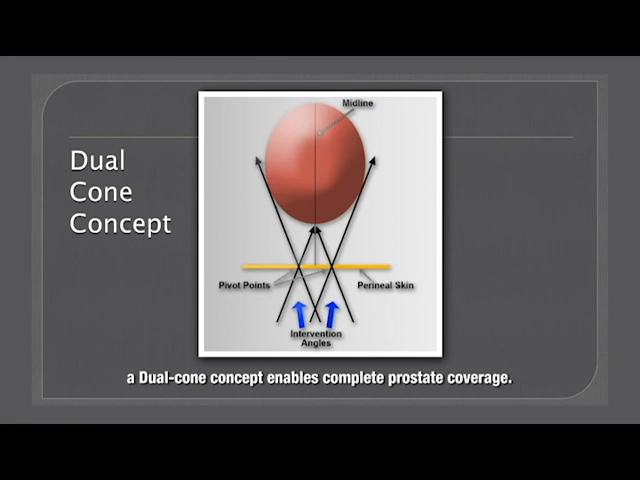 Dual
Cone
Concept
Midline
Pivot Points
Perineal Skin
Intervention
Angles
a Dual-cone concept enables complete prostate coverage.